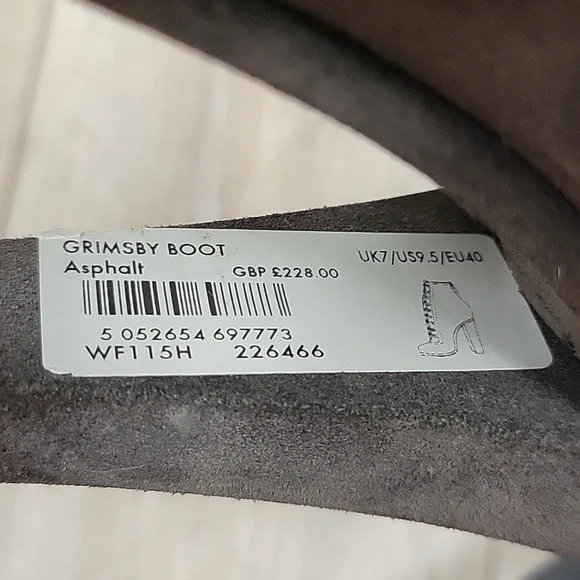 GRIMSBY BOOT
Asphalt
GBP £228.00
UK7/US9.5/EU40
5 052654 697773
WF115H 226466